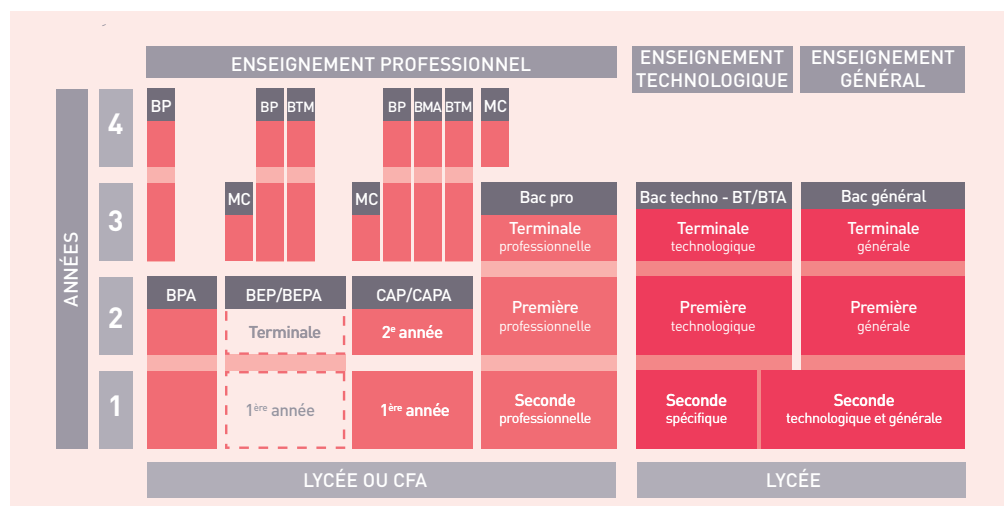 ENSEIGNEMENT PROFESSIONNEL
ENSEIGNEMENT
TECHNOLOGIQUE
ENSEIGNEMENT
GÉNÉRAL
ANNÉES
4
BP
BP BTM
BP BMA BTM MC
3
MC
MC
Bac pro
Terminale
professionnelle
Bac techno - BT/BTA
Terminale
technologique
Bac général
Terminale
générale
2
BPA
BEP/BEPA
Terminale
CAP/CAPA
2e année
Première
professionnelle
Première
technologique
Première
générale
1
1ère année
1ère année
Seconde
professionnelle
Seconde
spécifique
Seconde
technologique et générale
LYCÉE OU CFA
LYCÉE